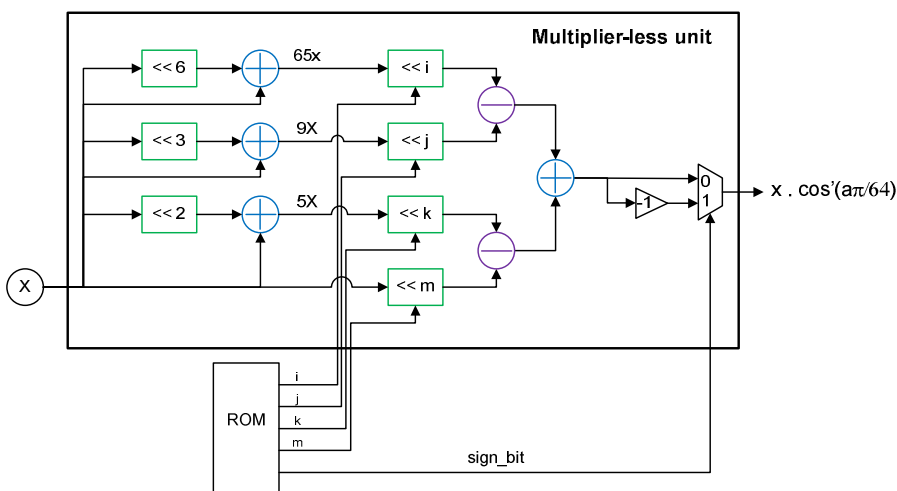 Multiplier-less unit
<< 6
65x
<< i
<< 3
9X
<< j
<< 2
5X
<< k
<< m
X
-1
0
1
x . cos'(aπ/64)
ROM
i
j
k
m
sign_bit